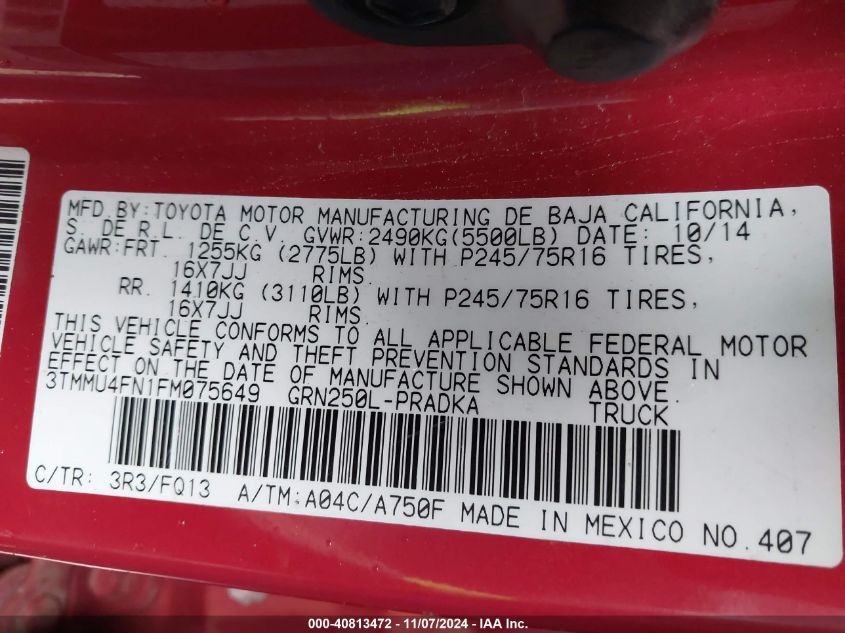 MFD.BY:TOYOTA MOTOR MANUFACTURING DE BAJA CALIFORNIA,
S. DE R.L. DE C.V. GVWR:2490KG(5500LB) DATE: 10/14
GAWR:FRT. 1255KG (2775LB) WITH P245/75R16 TIRES,
16X7JJ RIMS.
RR. 1410KG (3110LB) WITH P245/75R16 TIRES,
16X7JJ RIMS.
THIS VEHICLE CONFORMS TO ALL APPLICABLE FEDERAL MOTOR
VEHICLE SAFETY AND THEFT PREVENTION STANDARDS IN
EFFECT ON THE DATE OF MANUFACTURE SHOWN ABOVE.
3TMMU4FN1FM075649 GRN250L-PRADKA TRUCK
C/TR: 3R3/FQ13 A/TM:A04C/A750F MADE IN MEXICO NO.407
000-40813472 - 11/07/2024 - IAA Inc.